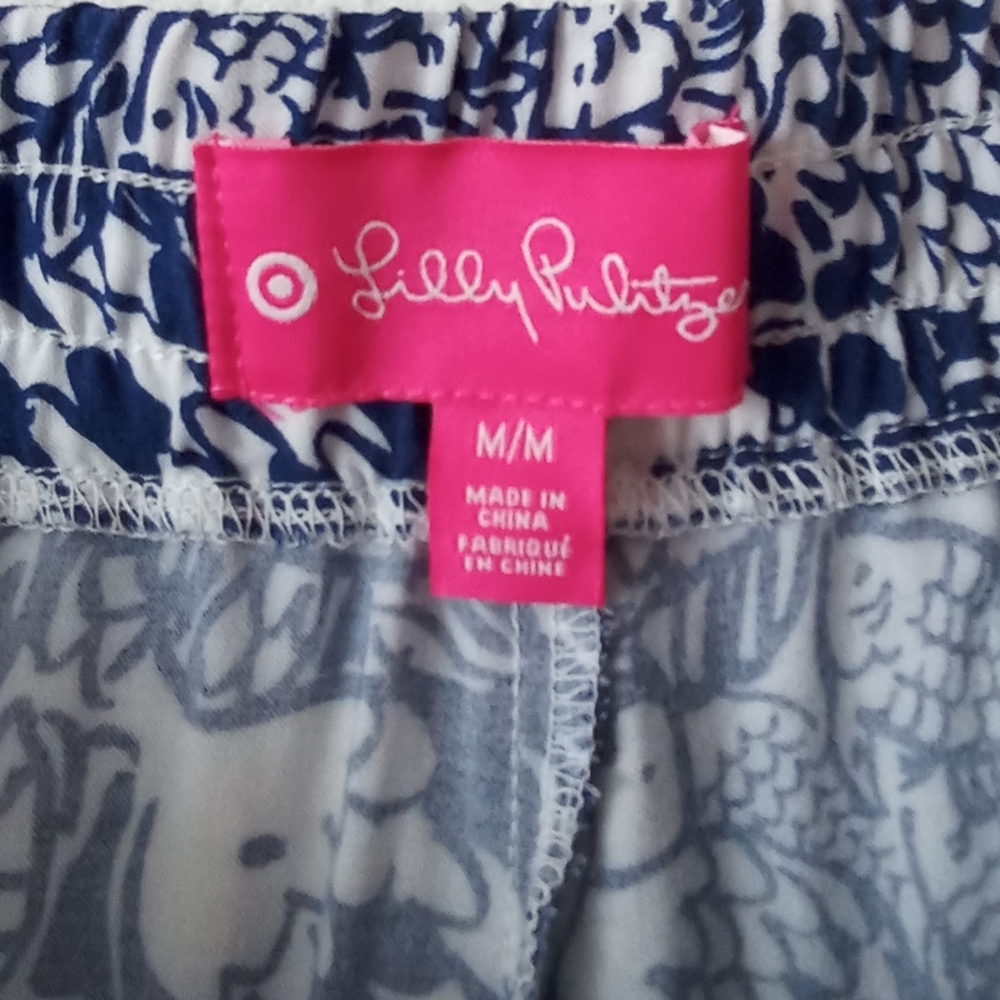 Lilly Pulitzer
M/M
MADE IN
CHINA
FABRIQUÉ
EN CHINE